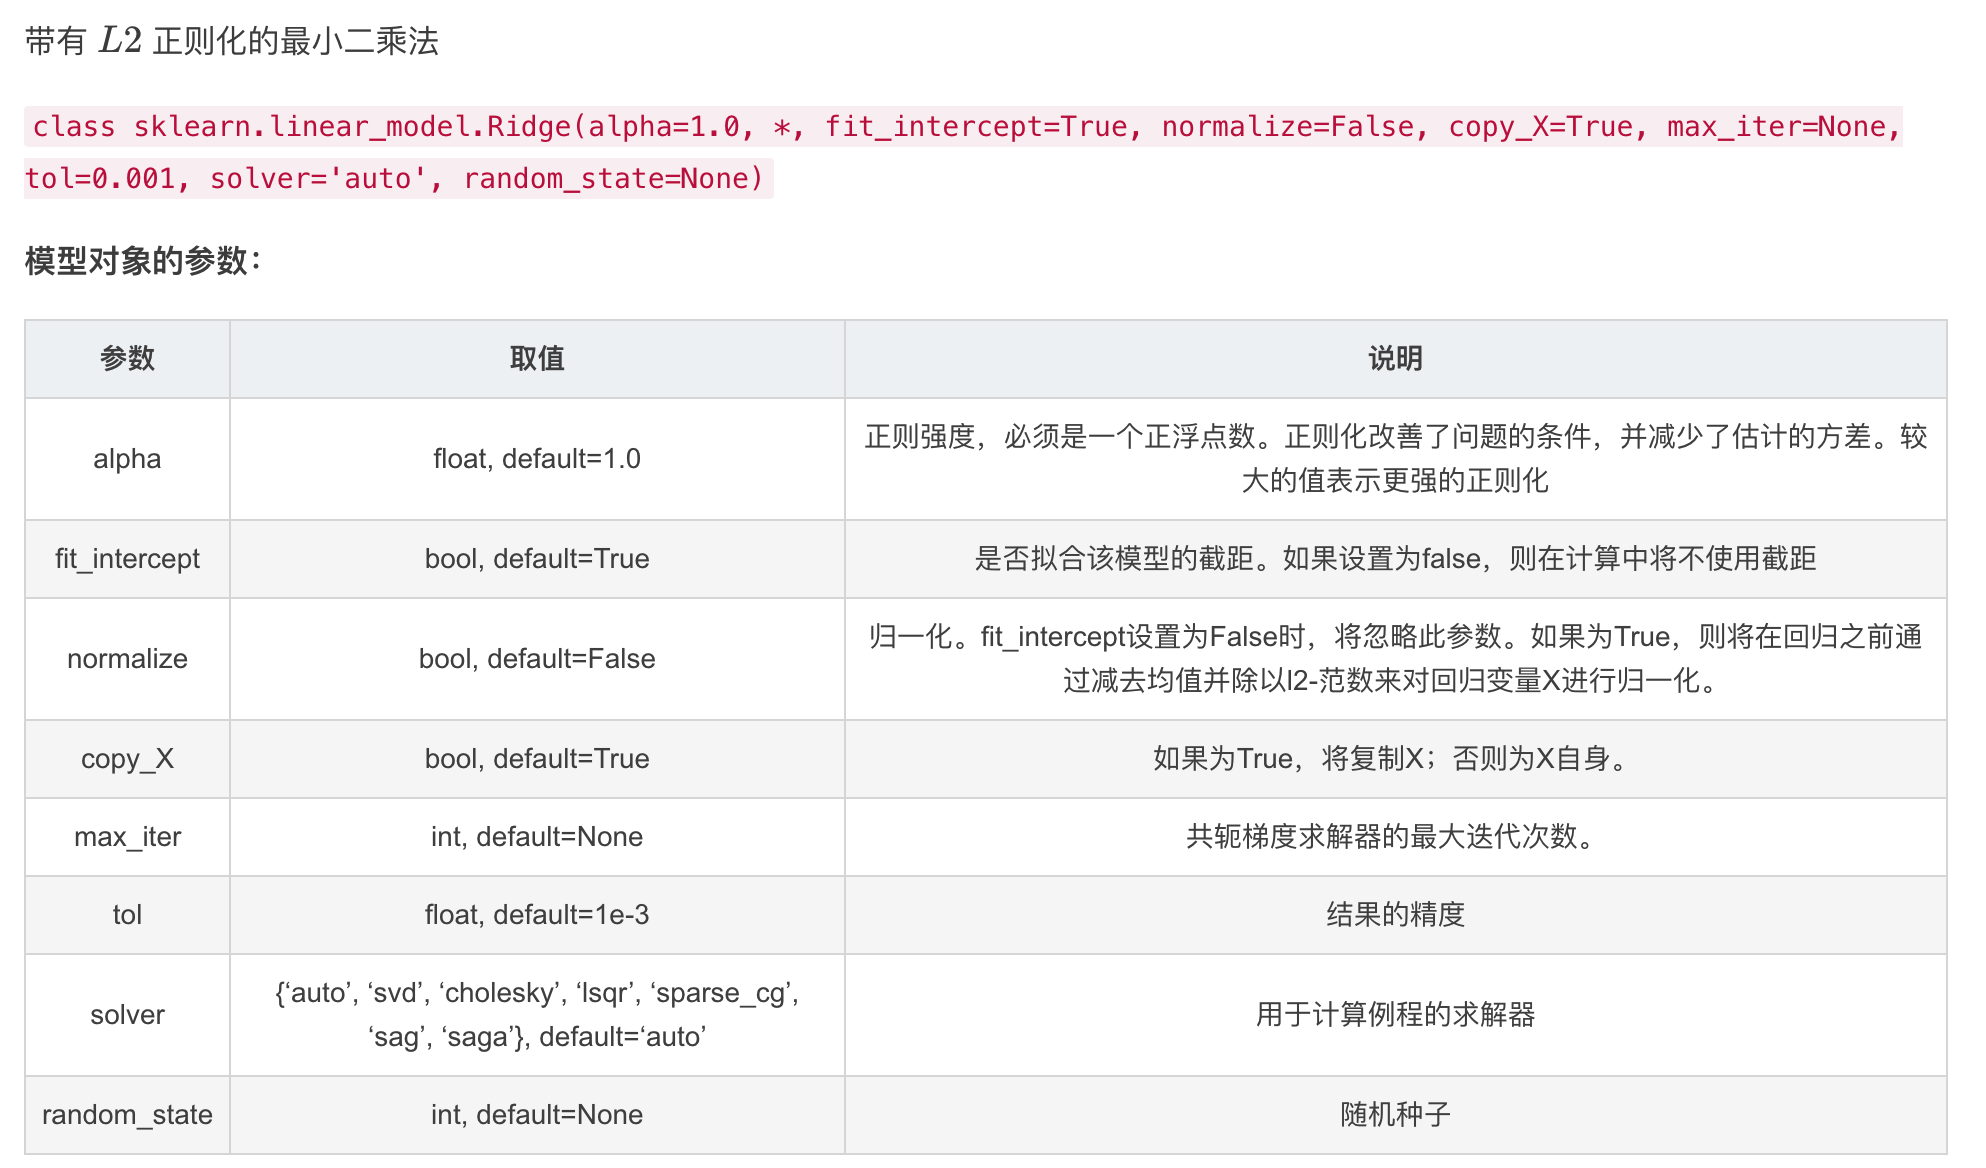 带有 L2 正则化的最小二乘法
class sklearn.linear_model.Ridge(alpha=1.0, *, fit_intercept=True, normalize=False, copy_X=True, max_iter=None,
tol=0.001, solver='auto', random_state=None)
模型对象的参数：
参数 取值 说明
alpha float, default=1.0 正则强度，必须是一个正浮点数。正则化改善了问题的条件，并减少了估计的方差。较
大的值表示更强的正则化
fit_intercept bool, default=True 是否拟合该模型的截距。如果设置为false，则在计算中将不使用截距
normalize bool, default=False 归一化。fit_intercept设置为False时，将忽略此参数。如果为True，则将在回归之前通
过减去均值并除以l2-范数来对回归变量X进行归一化。
copy_X bool, default=True 如果为True，将复制X；否则为X自身。
max_iter int, default=None 共轭梯度求解器的最大迭代次数。
tol float, default=1e-3 结果的精度
solver {‘auto’, ‘svd’, ‘cholesky’, ‘lsqr’, ‘sparse_cg’,
‘sag’, ‘saga’}, default=‘auto’ 用于计算例程的求解器
random_state int, default=None 随机种子